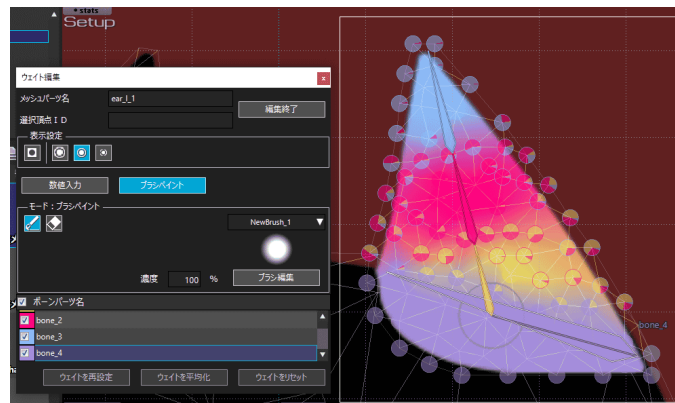 • stats
Setup
ウェイト編集
x
メッシュパーツ名
ear_l_1
編集終了
選択頂点ＩＤ
表示設定
数値入力
ブラシペイント
モード：ブラシペイント
NewBrush_1
濃度
100
%
ブラシ編集
ボーンパーツ名
bone_2
bone_3
bone_4
ウェイトを再設定
ウェイトを平均化
ウェイトをリセット
bone_4